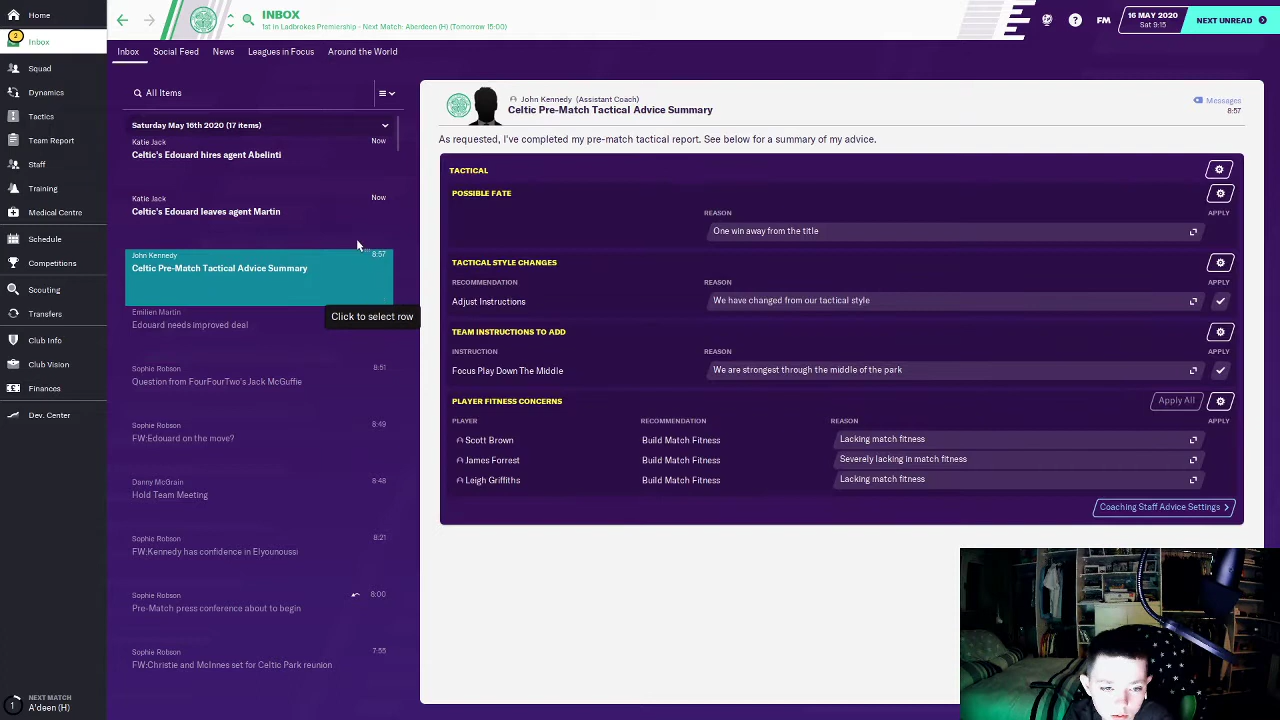 INBOX
1st in Ladbrokes Premiership - Next Match: Aberdeen (H) (Tomorrow 15:00)
FM
16 MAY 2020
Sat 9:15
NEXT UNREAD
Home
2
Inbox
Squad
Dynamics
Tactics
Team Report
Staff
Training
Medical Centre
Schedule
Competitions
Scouting
Transfers
Club Info
Club Vision
Finances
Dev. Center
1
NEXT MATCH
A'deen (H)
Inbox Social Feed News Leagues in Focus Around the World
All Items
Saturday May 16th 2020 (17 items)
Katie Jack Now
Celtic's Edouard hires agent Abelinti
Katie Jack Now
Celtic's Edouard leaves agent Martin
John Kennedy 8:57
Celtic Pre-Match Tactical Advice Summary
Click to select row
Emilien Martin
Edouard needs improved deal
Sophie Robson 8:51
Question from FourFourTwo's Jack McGuffie
Sophie Robson 8:49
FW:Edouard on the move?
Danny McGrain 8:48
Hold Team Meeting
Sophie Robson 8:21
FW:Kennedy has confidence in Elyounoussi
Sophie Robson 8:00
Pre-Match press conference about to begin
Sophie Robson 7:55
FW:Christie and McInnes set for Celtic Park reunion
John Kennedy (Assistant Coach)
Celtic Pre-Match Tactical Advice Summary
Messages
8:57
As requested, I've completed my pre-match tactical report. See below for a summary of my advice.
TACTICAL
POSSIBLE FATE
REASON APPLY
One win away from the title
TACTICAL STYLE CHANGES
RECOMMENDATION REASON APPLY
Adjust Instructions We have changed from our tactical style
TEAM INSTRUCTIONS TO ADD
INSTRUCTION REASON APPLY
Focus Play Down The Middle We are strongest through the middle of the park
PLAYER FITNESS CONCERNS Apply All
PLAYER RECOMMENDATION REASON APPLY
Scott Brown Build Match Fitness Lacking match fitness
James Forrest Build Match Fitness Severely lacking in match fitness
Leigh Griffiths Build Match Fitness Lacking match fitness
Coaching Staff Advice Settings